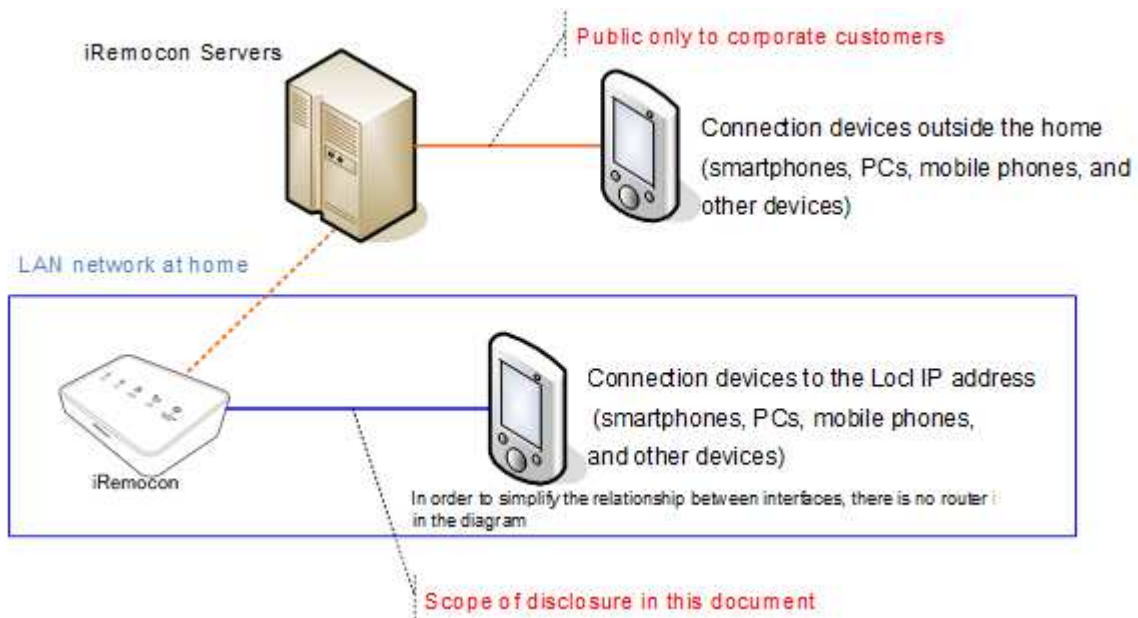 Public only to corporate customers
iRemocon Servers
Connection devices outside the home
(smartphones, PCs, mobile phones, and
other devices)
LAN network at home
Connection devices to the Locl IP address
(smartphones, PCs, mobile phones,
and other devices)
iRemocon
In order to simplify the relationship between interfaces, there is no router i
in the diagram
Scope of disclosure in this document